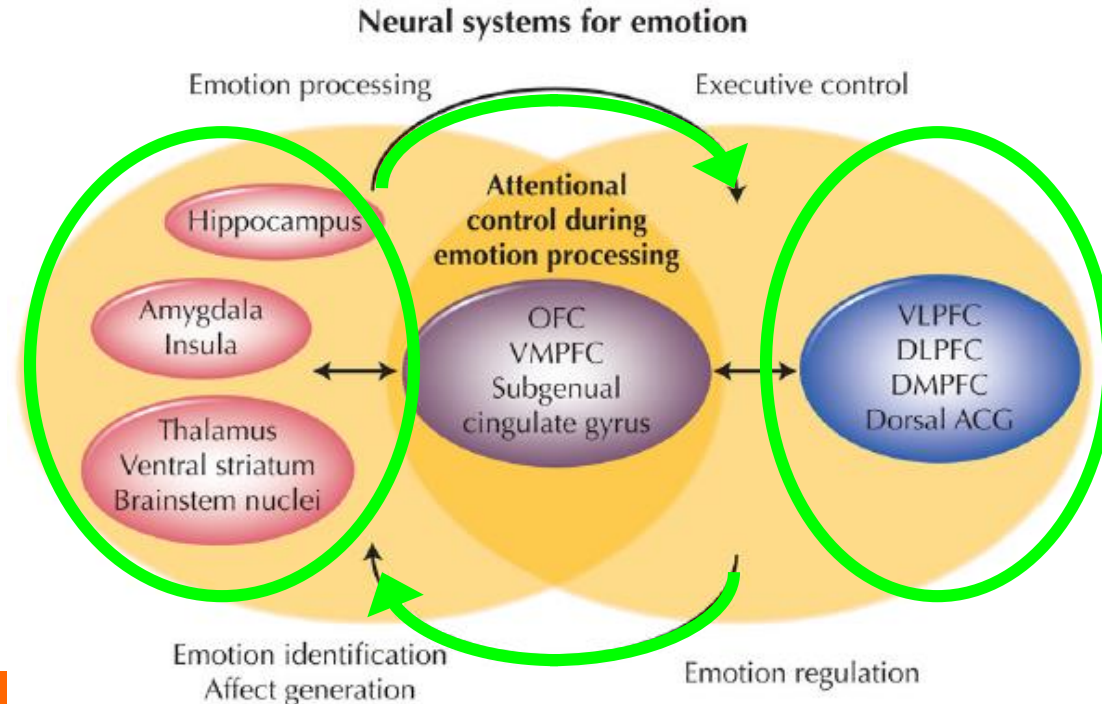 Neural systems for emotion
Emotion processing
Executive control
Attentional
control during
emotion processing
Hippocampus
Amygdala
Insula
Thalamus
Ventral striatum
Brainstem nuclei
OFC
VMPFC
Subgenual
cingulate gyrus
VLPFC
DLPFC
DMPFC
Dorsal ACG
Emotion identification
Affect generation
Emotion regulation